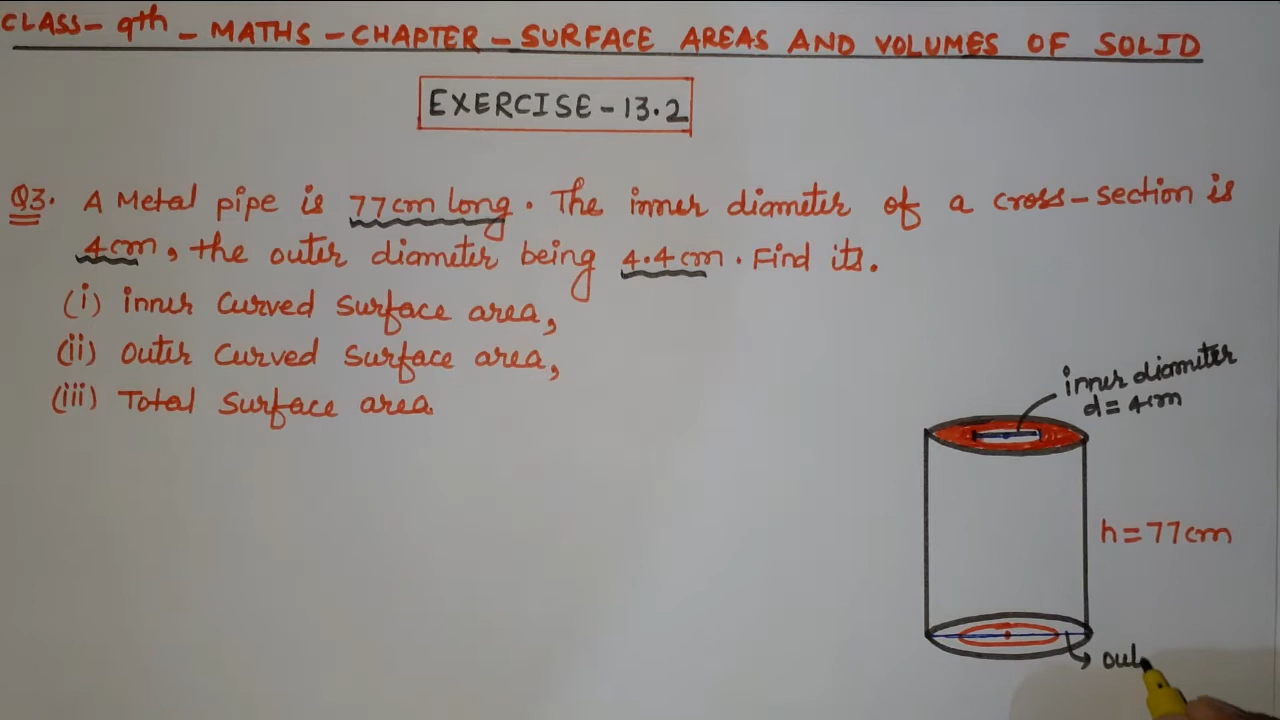 CLASS-9th-MATHS-CHAPTER-SURFACE AREAS AND VOLUMES OF SOLID
EXERCISE-13.2
Q3. A Metal pipe is 77cm long. The inner diameter of a cross-section is
4cm, the outer diameter being 4.4cm. Find its.
(i) inner Curved Surface area,
(ii) outer Curved Surface area,
(iii) Total Surface area
inner diameter
d=4cm
h=77cm
out